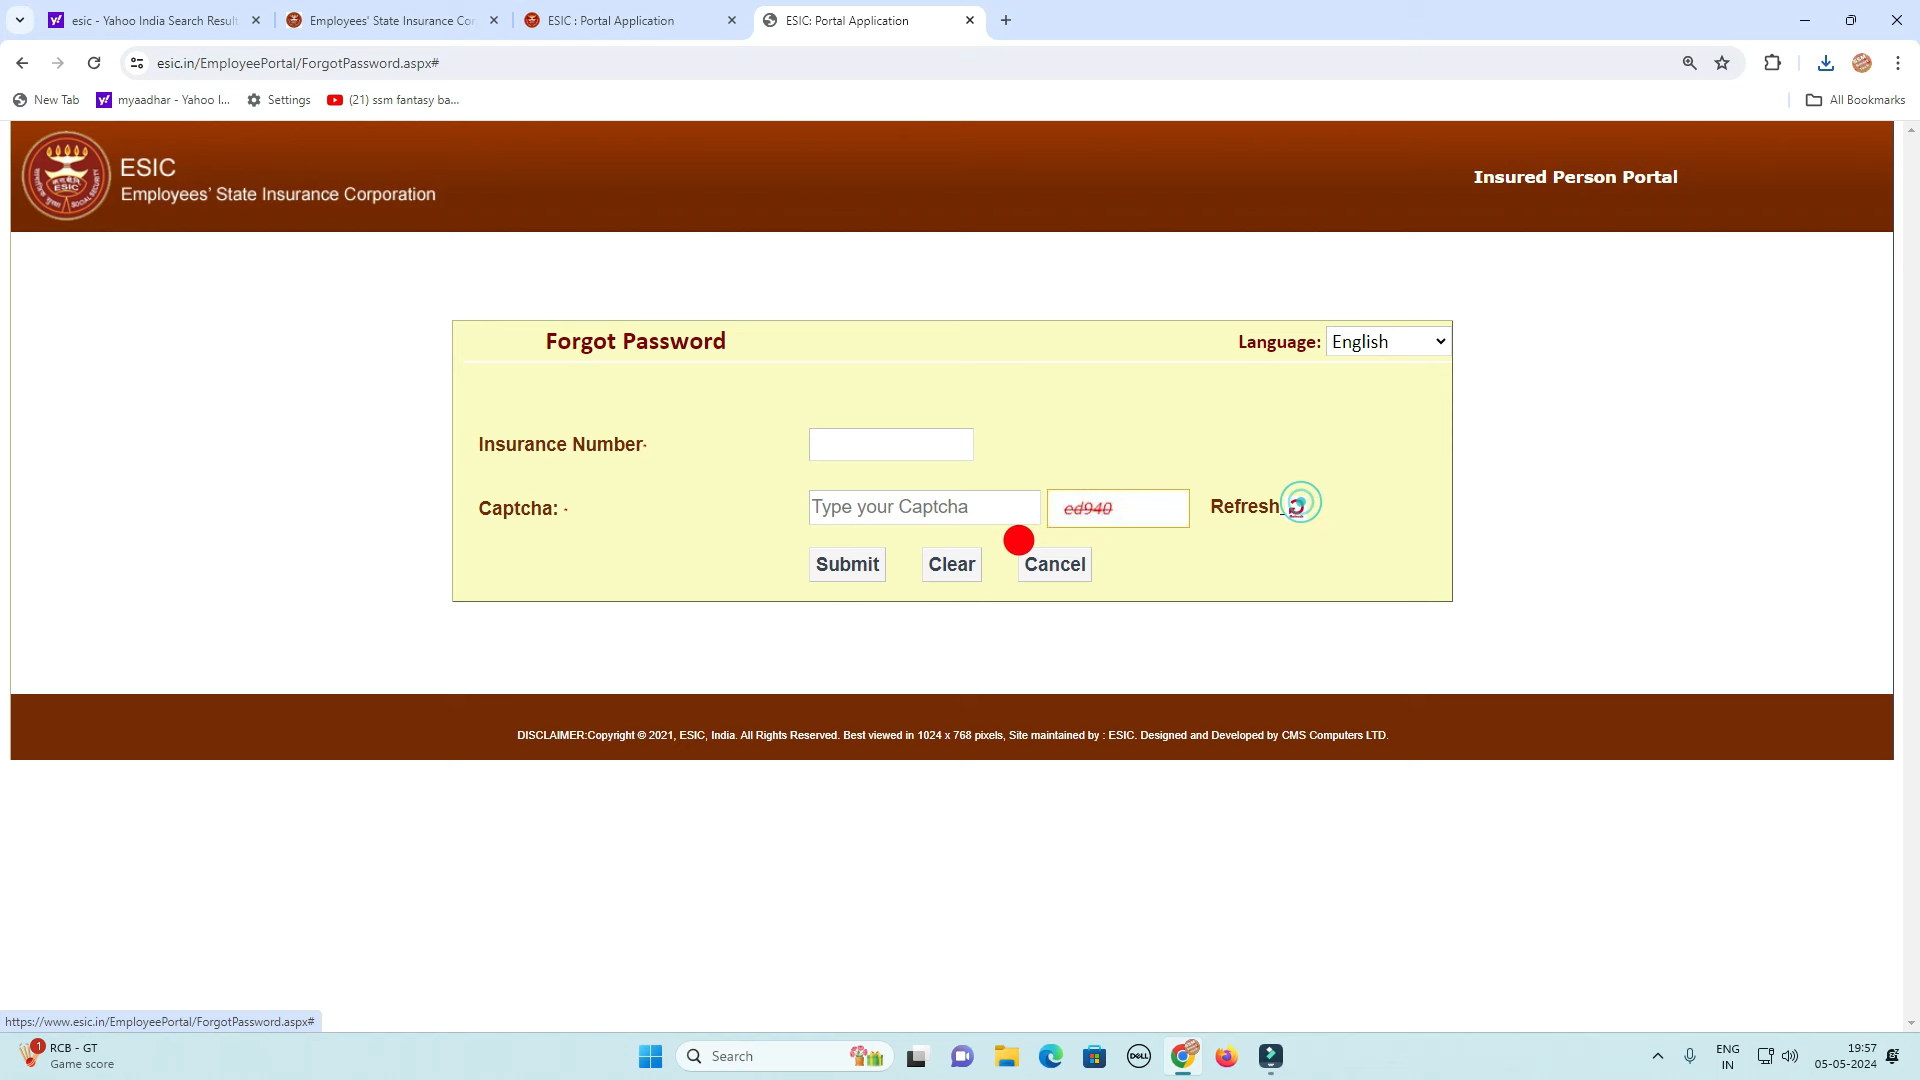 esic - Yahoo India Search Result
Employees' State Insurance Cor
ESIC : Portal Application
ESIC: Portal Application
esic.in/EmployeePortal/ForgotPassword.aspx#
New Tab
myaadhar - Yahoo I...
Settings
(21) ssm fantasy ba...
All Bookmarks
ESIC
Employees' State Insurance Corporation
Insured Person Portal
Forgot Password
Language: English
Insurance Number
Captcha:
Type your Captcha
ed940
Refresh
Submit
Clear
Cancel
DISCLAIMER:Copyright © 2021, ESIC, India. All Rights Reserved. Best viewed in 1024 x 768 pixels, Site maintained by : ESIC. Designed and Developed by CMS Computers LTD.
https://www.esic.in/EmployeePortal/ForgotPassword.aspx#
1
RCB - GT
Game score
Search
DELL
ENG
IN
19:57
05-05-2024